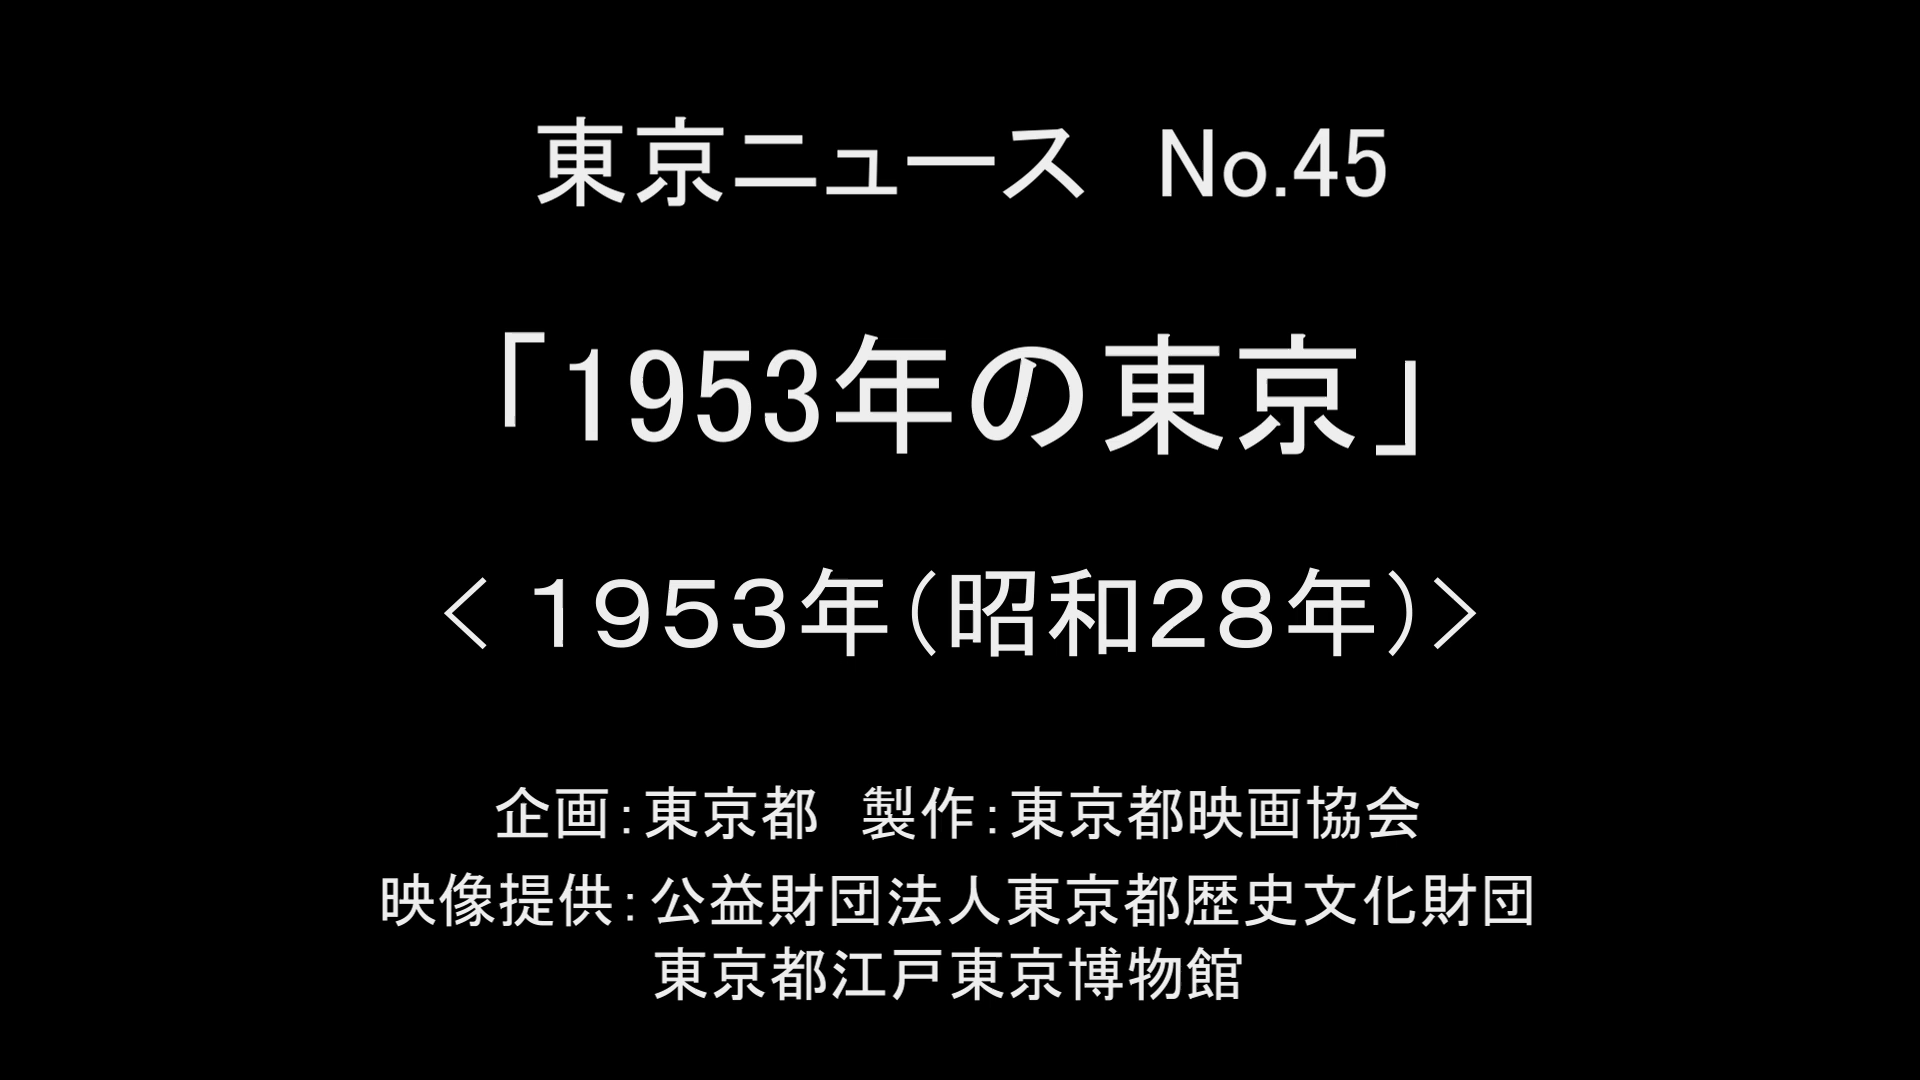 東京ニュース　No.45
「1953年の東京」
＜１９５３年（昭和２８年）＞
企画：東京都　製作：東京都映画協会
映像提供：公益財団法人東京都歴史文化財団
東京都江戸東京博物館